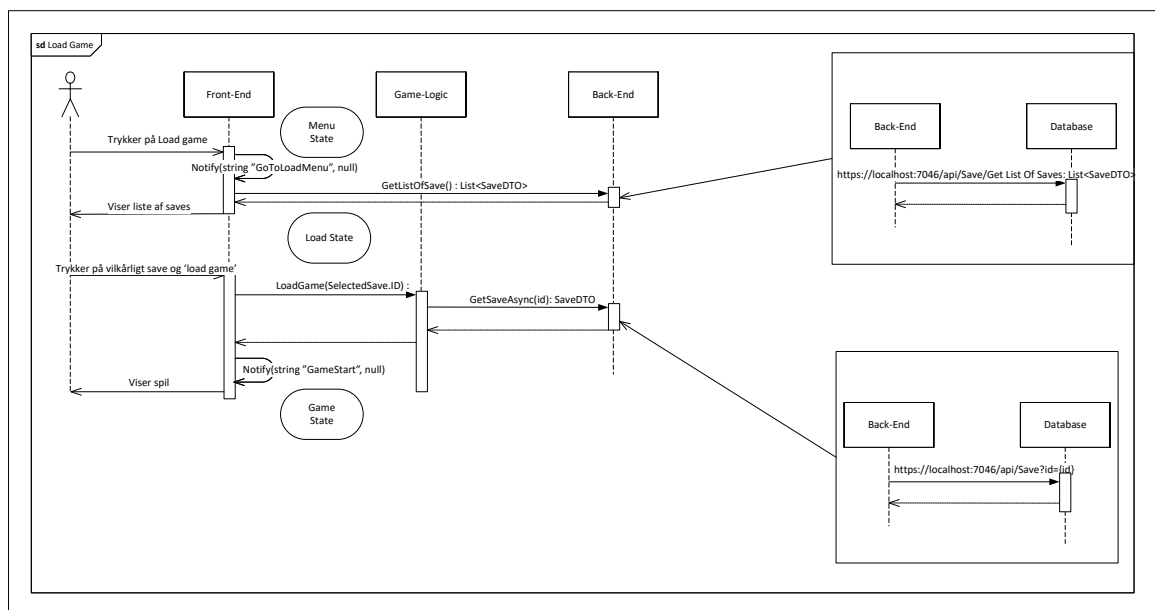 sd Load Game
Front-End
Game-Logic
Back-End
Menu
State
Trykker på Load game
Notify(string "GoToLoadMenu", null)
GetListOfSave() : List<SaveDTO>
Viser liste af saves
Load State
Trykker på vilkårligt save og 'load game'
LoadGame(SelectedSave.ID) :
GetSaveAsync(id): SaveDTO
Notify(string "GameStart", null)
Viser spil
Game
State
Back-End
Database
https://localhost:7046/api/Save/Get List Of Saves: List<SaveDTO>
Back-End
Database
https://localhost:7046/api/Save?id={id}